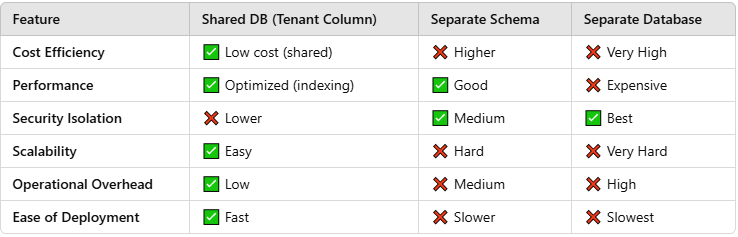 Feature Shared DB (Tenant Column) Separate Schema Separate Database
Cost Efficiency ✅ Low cost (shared) ❌ Higher ❌ Very High
Performance ✅ Optimized (indexing) ✅ Good ❌ Expensive
Security Isolation ❌ Lower ✅ Medium ✅ Best
Scalability ✅ Easy ❌ Hard ❌ Very Hard
Operational Overhead ✅ Low ❌ Medium ❌ High
Ease of Deployment ✅ Fast ❌ Slower ❌ Slowest